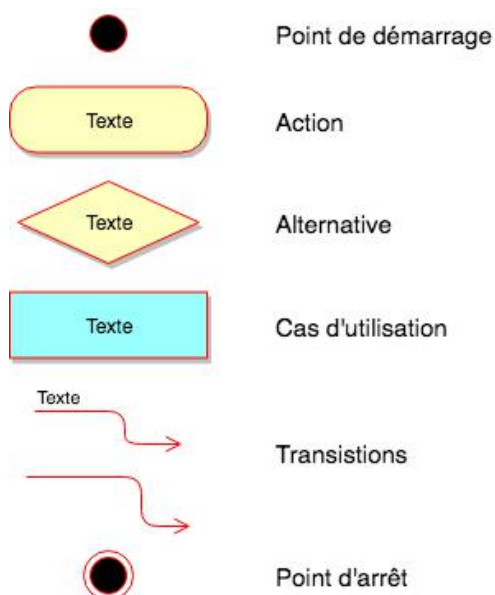 Point de démarrage
Texte
Action
Texte
Alternative
Texte
Cas d'utilisation
Texte
Transistions
Point d'arrêt